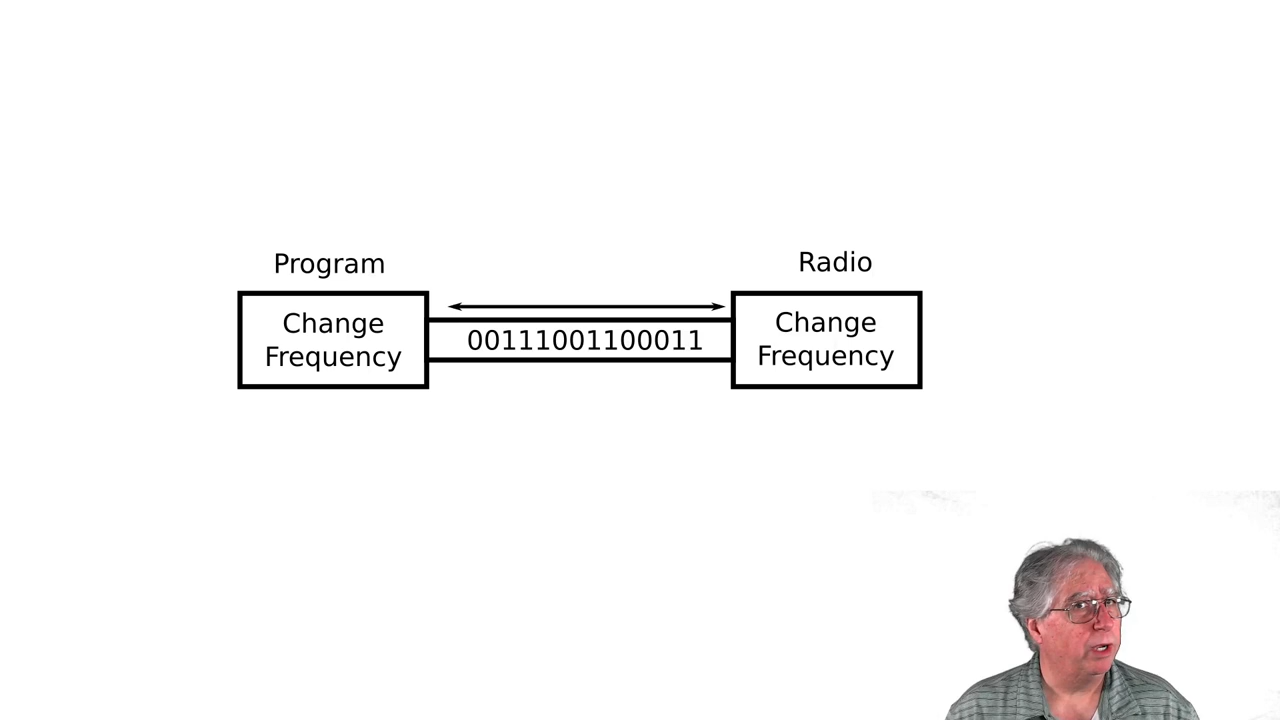 Program
Radio
Change
Frequency
00111001100011
Change
Frequency